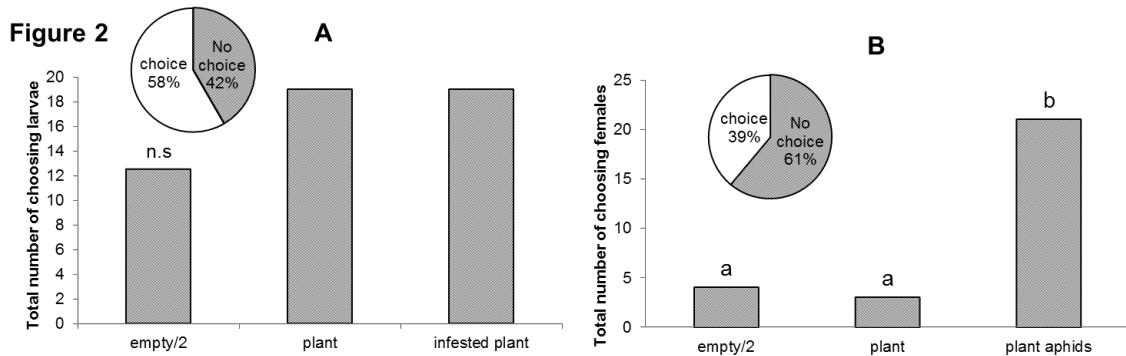 Figure 2
A
choice
58%
No
choice
42%
Total number of choosing larvae
20
18
16
14
12
10
8
6
4
2
0
n.s
empty/2
plant
infested plant
B
choice
39%
No
choice
61%
Total number of choosing females
25
20
15
10
5
0
a
a
b
empty/2
plant
plant aphids